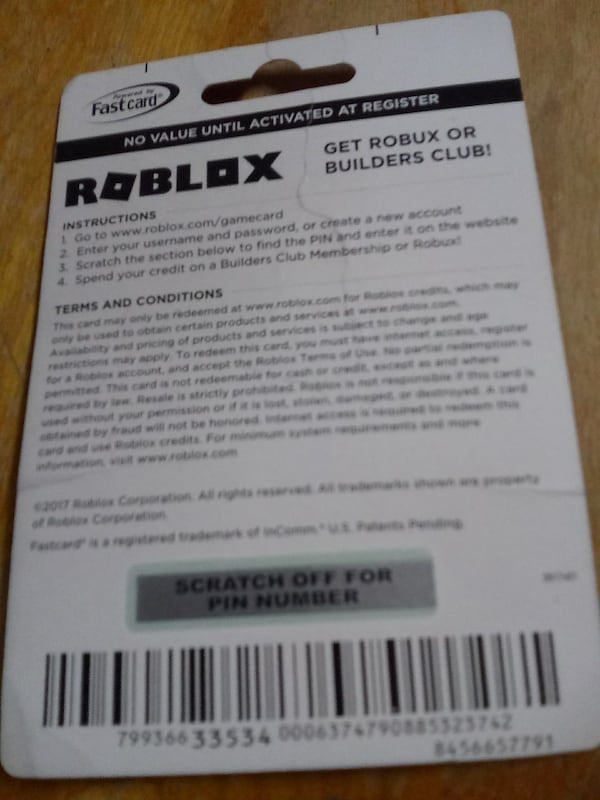 Powered by
Fastcard
NO VALUE UNTIL ACTIVATED AT REGISTER
ROBLOX
GET ROBUX OR
BUILDERS CLUB!
INSTRUCTIONS
1. Go to www.roblox.com/gamecard
2. Enter your username and password, or create a new account
3. Scratch the section below to find the PIN and enter it on the website
4. Spend your credit on a Builders Club Membership or Robux!
TERMS AND CONDITIONS
This card may only be redeemed at www.roblox.com for Roblox credits, which may
only be used to obtain certain products and services at www.roblox.com.
Availability and pricing of products and services is subject to change and age
restrictions may apply. To redeem this card, you must have internet access, register
for a Roblox account, and accept the Roblox Terms of Use. No partial redemption is
permitted. This card is not redeemable for cash or credit, except as and where
required by law. Resale is strictly prohibited. Roblox is not responsible if this card is
used without your permission or if it is lost, stolen, damaged, or destroyed. A card
obtained by fraud will not be honored. Internet access is required to redeem this
card and use Roblox credits. For minimum system requirements and more
information, visit www.roblox.com
©2017 Roblox Corporation. All rights reserved. All trademarks shown are property
of Roblox Corporation.
Fastcard® is a registered trademark of InComm.® U.S. Patents Pending.
SCRATCH OFF FOR
PIN NUMBER
799366 33534 0006374790885323742
8456657791